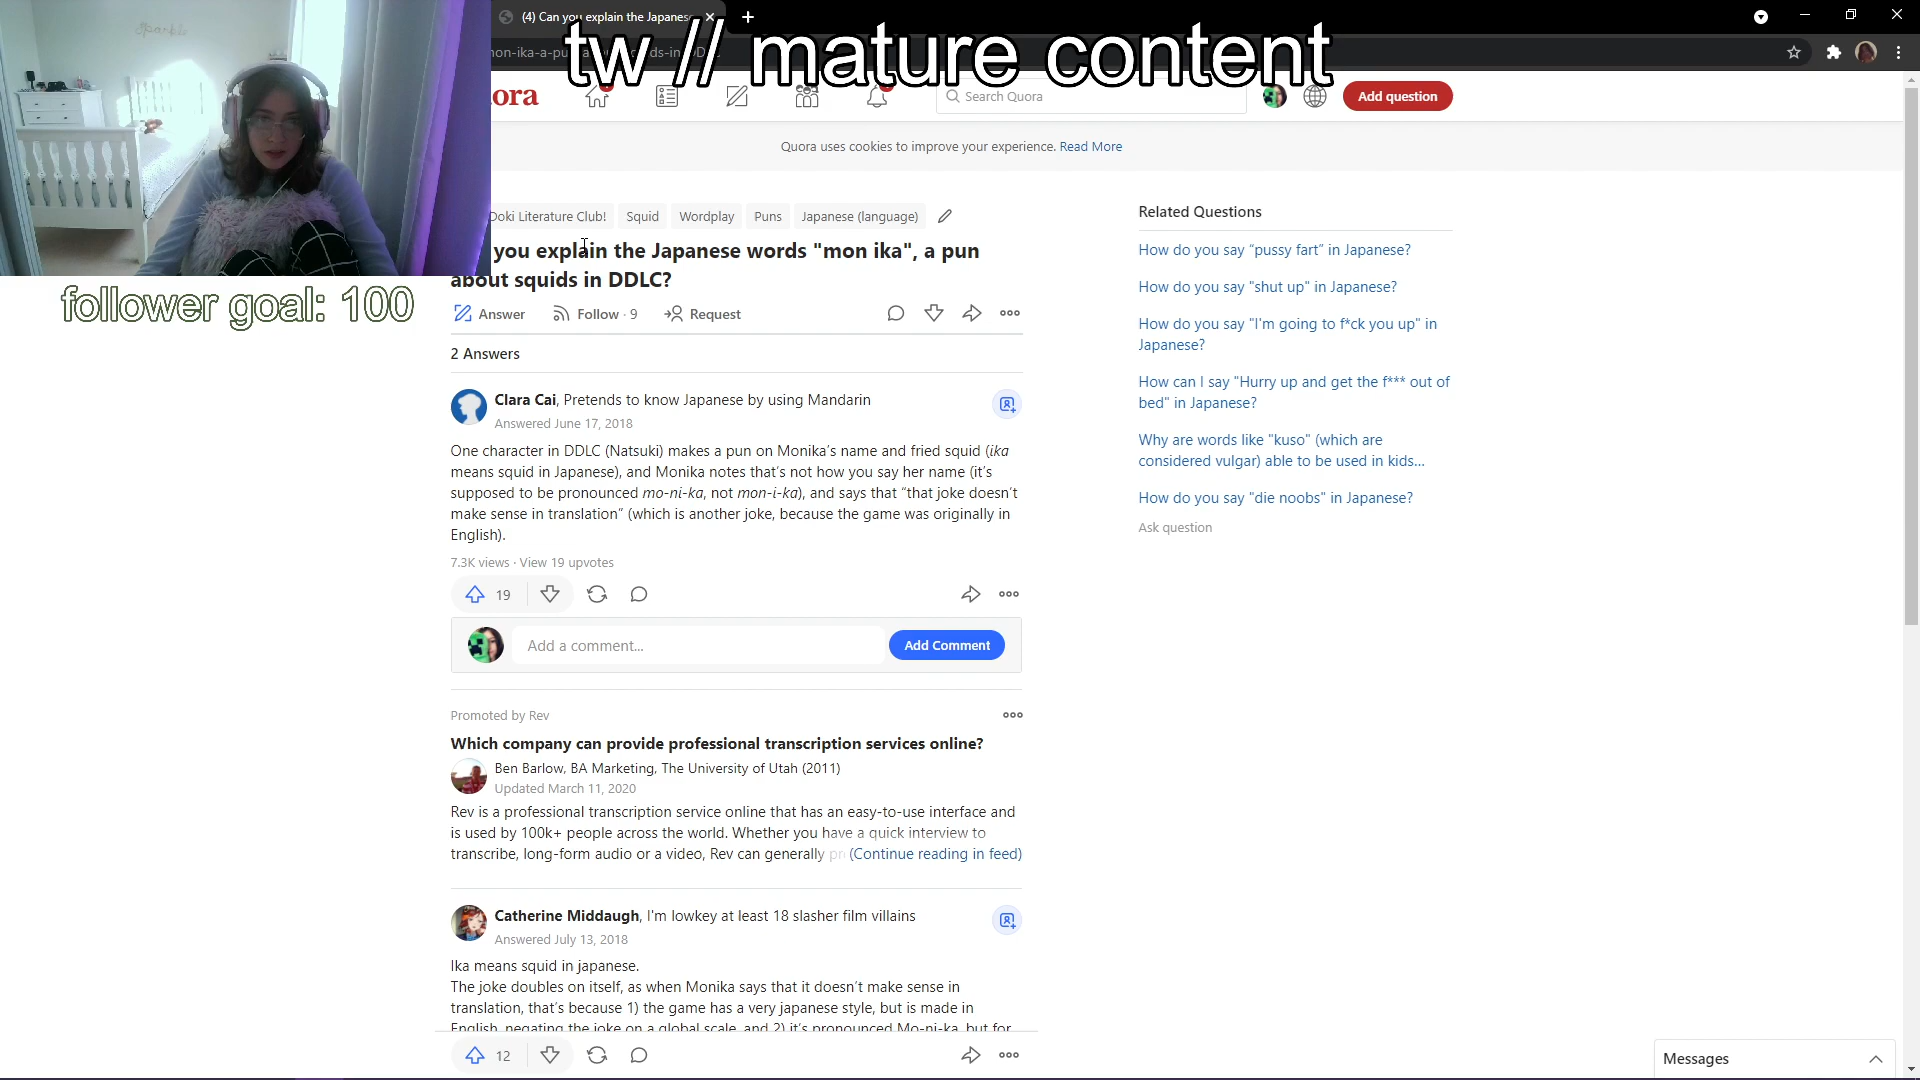 (4) Can you explain the Japanes
tw // mature content
ora
Search Quora
Add question
Quora uses cookies to improve your experience. Read More
Doki Literature Club!
Squid
Wordplay
Puns
Japanese (language)
you explain the Japanese words "mon ika", a pun
about squids in DDLC?
follower goal: 100
Answer
Follow · 9
Request
2 Answers
Clara Cai, Pretends to know Japanese by using Mandarin
Answered June 17, 2018
One character in DDLC (Natsuki) makes a pun on Monika's name and fried squid (ika
means squid in Japanese), and Monika notes that's not how you say her name (it's
supposed to be pronounced mo-ni-ka, not mon-i-ka), and says that “that joke doesn't
make sense in translation” (which is another joke, because the game was originally in
English).
7.3K views · View 19 upvotes
19
Add a comment...
Add Comment
Promoted by Rev
Which company can provide professional transcription services online?
Ben Barlow, BA Marketing, The University of Utah (2011)
Updated March 11, 2020
Rev is a professional transcription service online that has an easy-to-use interface and
is used by 100k+ people across the world. Whether you have a quick interview to
transcribe, long-form audio or a video, Rev can generally (Continue reading in feed)
Catherine Middaugh, I'm lowkey at least 18 slasher film villains
Answered July 13, 2018
Ika means squid in japanese.
The joke doubles on itself, as when Monika says that it doesn't make sense in
translation, that's because 1) the game has a very japanese style, but is made in
English, negating the joke on a global scale, and 2) it's pronounced Mo-ni-ka, but for
12
Related Questions
How do you say “pussy fart” in Japanese?
How do you say "shut up" in Japanese?
How do you say "I'm going to f*ck you up" in
Japanese?
How can I say "Hurry up and get the f*** out of
bed" in Japanese?
Why are words like "kuso" (which are
considered vulgar) able to be used in kids...
How do you say "die noobs" in Japanese?
Ask question
Messages